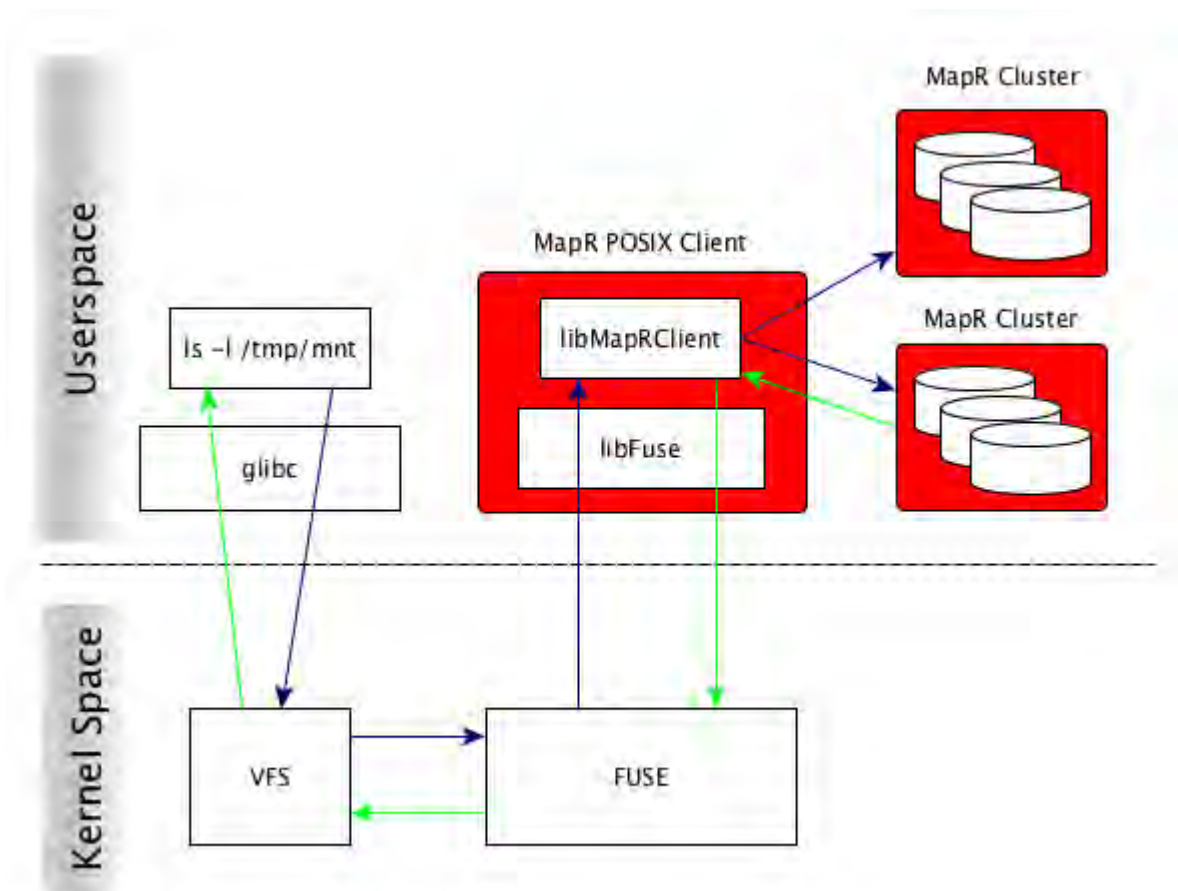 Userspace
MapR Cluster
MapR POSIX Client
ls -l /tmp/mnt
libMapRClient
MapR Cluster
glibc
libFuse
Kernel Space
VFS
FUSE